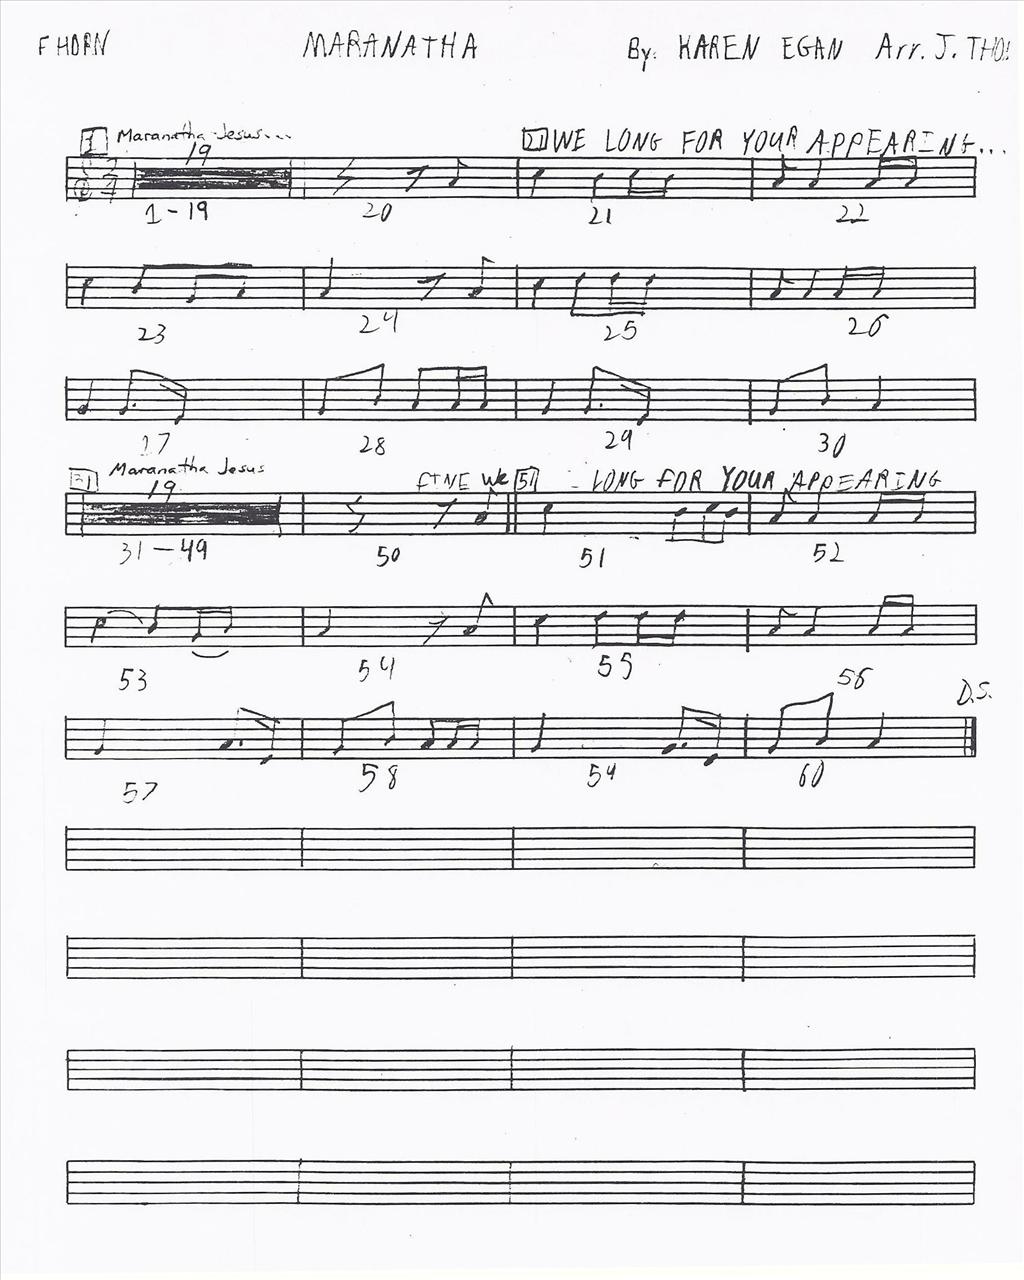 F HORN MARANATHA By: KAREN EGAN Arr. J. THO
1 Maranatha Jesus... 21 WE LONG FOR YOUR APPEARING...
19
1-19 20 21 22
23 24 25 26
27 28 29 30
31 Maranatha Jesus FINE We 51 - LONG FOR YOUR APPEARING
19
31-49 50 51 52
53 54 55 56
D.S.
57 58 59 60